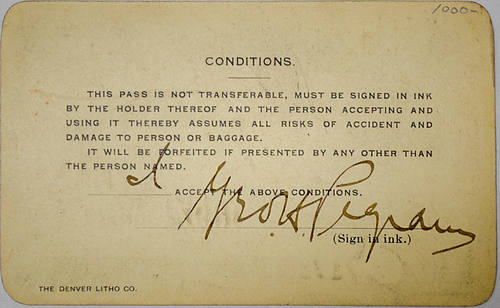 1000-
CONDITIONS.
THIS PASS IS NOT TRANSFERABLE, MUST BE SIGNED IN INK
BY THE HOLDER THEREOF AND THE PERSON ACCEPTING AND
USING IT THEREBY ASSUMES ALL RISKS OF ACCIDENT AND
DAMAGE TO PERSON OR BAGGAGE.
IT WILL BE FORFEITED IF PRESENTED BY ANY OTHER THAN
THE PERSON NAMED.
I ACCEPT THE ABOVE CONDITIONS.
Geo. H. Pegram
(Sign in ink.)
THE DENVER LITHO CO.